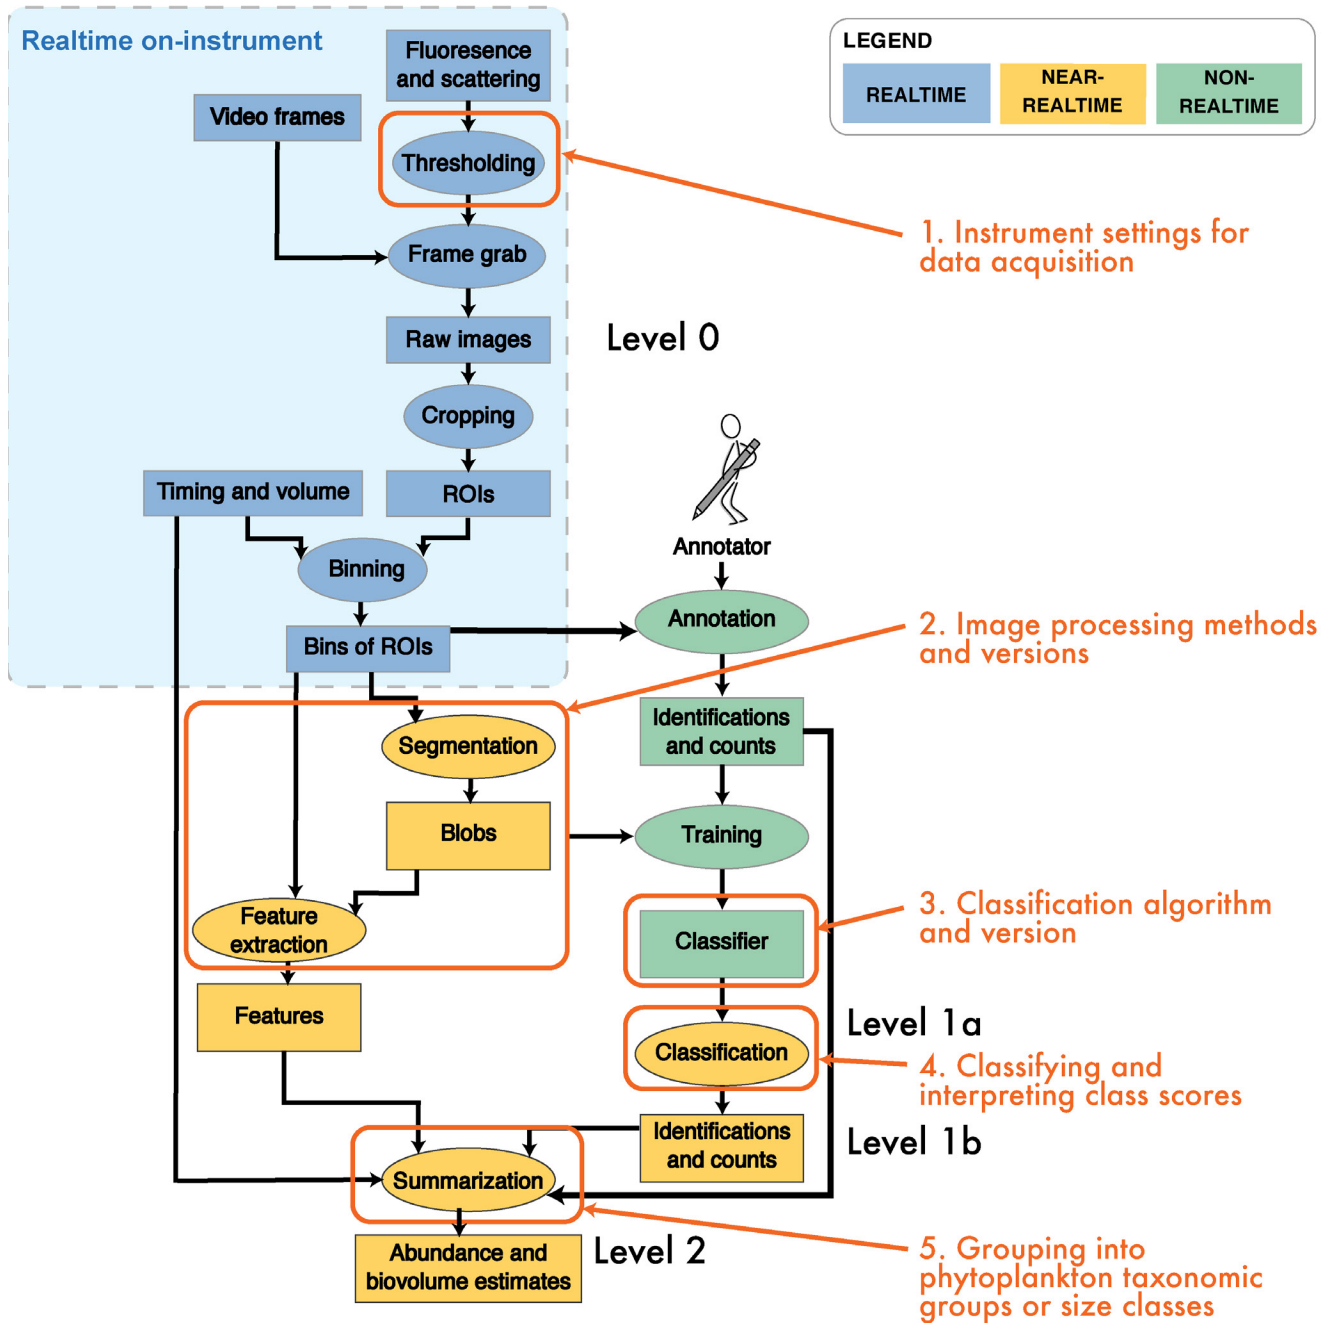 Realtime on-instrument
Fluoresence
and scattering
Video frames
Thresholding
Frame grab
Raw images
Cropping
Timing and volume
ROIs
Binning
Bins of ROIs
LEGEND
REALTIME
NEAR-
REALTIME
NON-
REALTIME
1. Instrument settings for
data acquisition
Level 0
Annotator
Annotation
2. Image processing methods
and versions
Identifications
and counts
Segmentation
Blobs
Training
Feature
extraction
Classifier
3. Classification algorithm
and version
Features
Classification
Level 1a
4. Classifying and
interpreting class scores
Identifications
and counts
Level 1b
Summarization
Abundance and
biovolume estimates
Level 2
5. Grouping into
phytoplankton taxonomic
groups or size classes